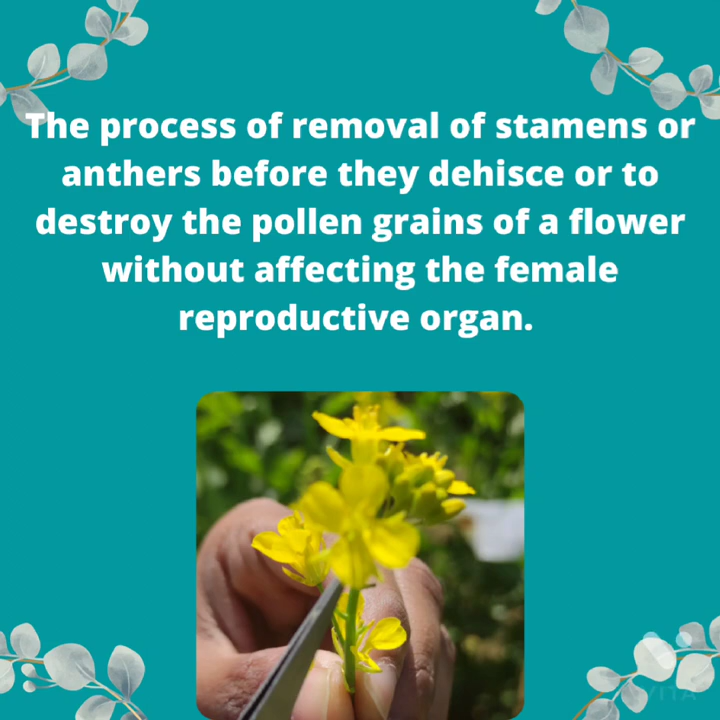 The process of removal of stamens or
anthers before they dehisce or to
destroy the pollen grains of a flower
without affecting the female
reproductive organ.
VITA